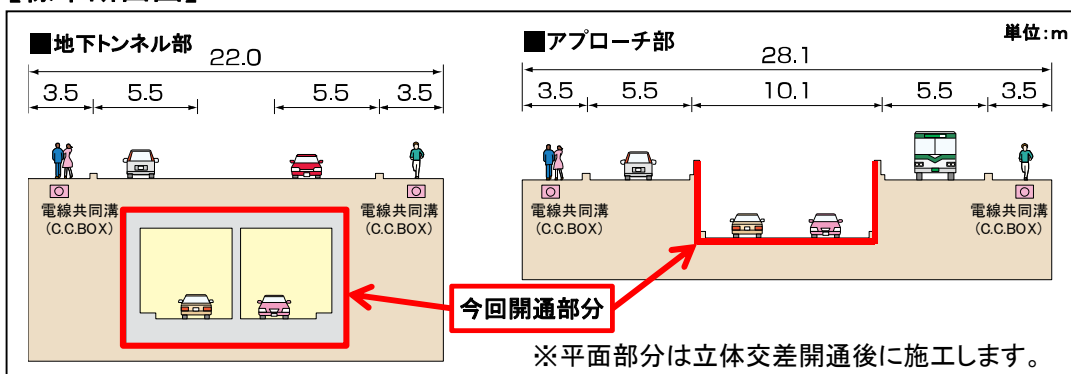 ■地下トンネル部
22.0
3.5 5.5 5.5 3.5
電線共同溝
(C.C.BOX)
電線共同溝
(C.C.BOX)
■アプローチ部
単位:m
28.1
3.5 5.5 10.1 5.5 3.5
電線共同溝
(C.C.BOX)
電線共同溝
(C.C.BOX)
今回開通部分
※平面部分は立体交差開通後に施工します。